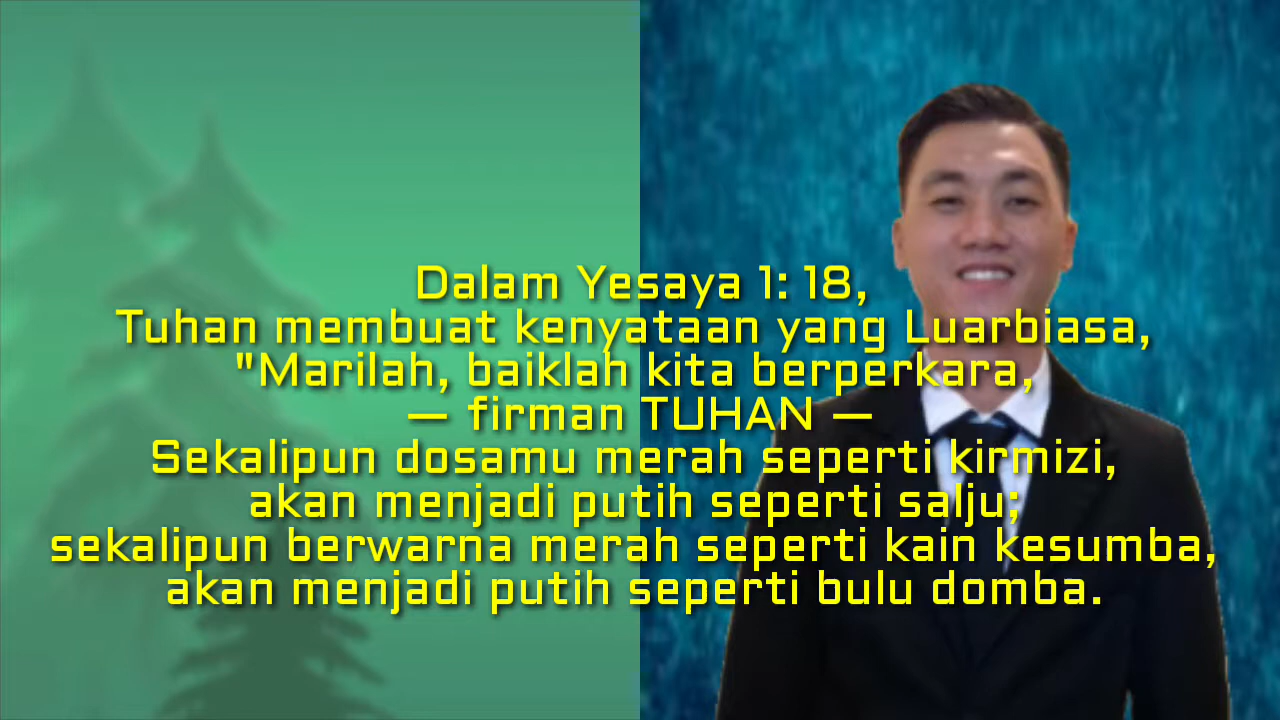 Dalam Yesaya 1: 18,
Tuhan membuat kenyataan yang Luarbiasa,
"Marilah, baiklah kita berperkara,
— firman TUHAN —
Sekalipun dosamu merah seperti kirmizi,
akan menjadi putih seperti salju;
sekalipun berwarna merah seperti kain kesumba,
akan menjadi putih seperti bulu domba.